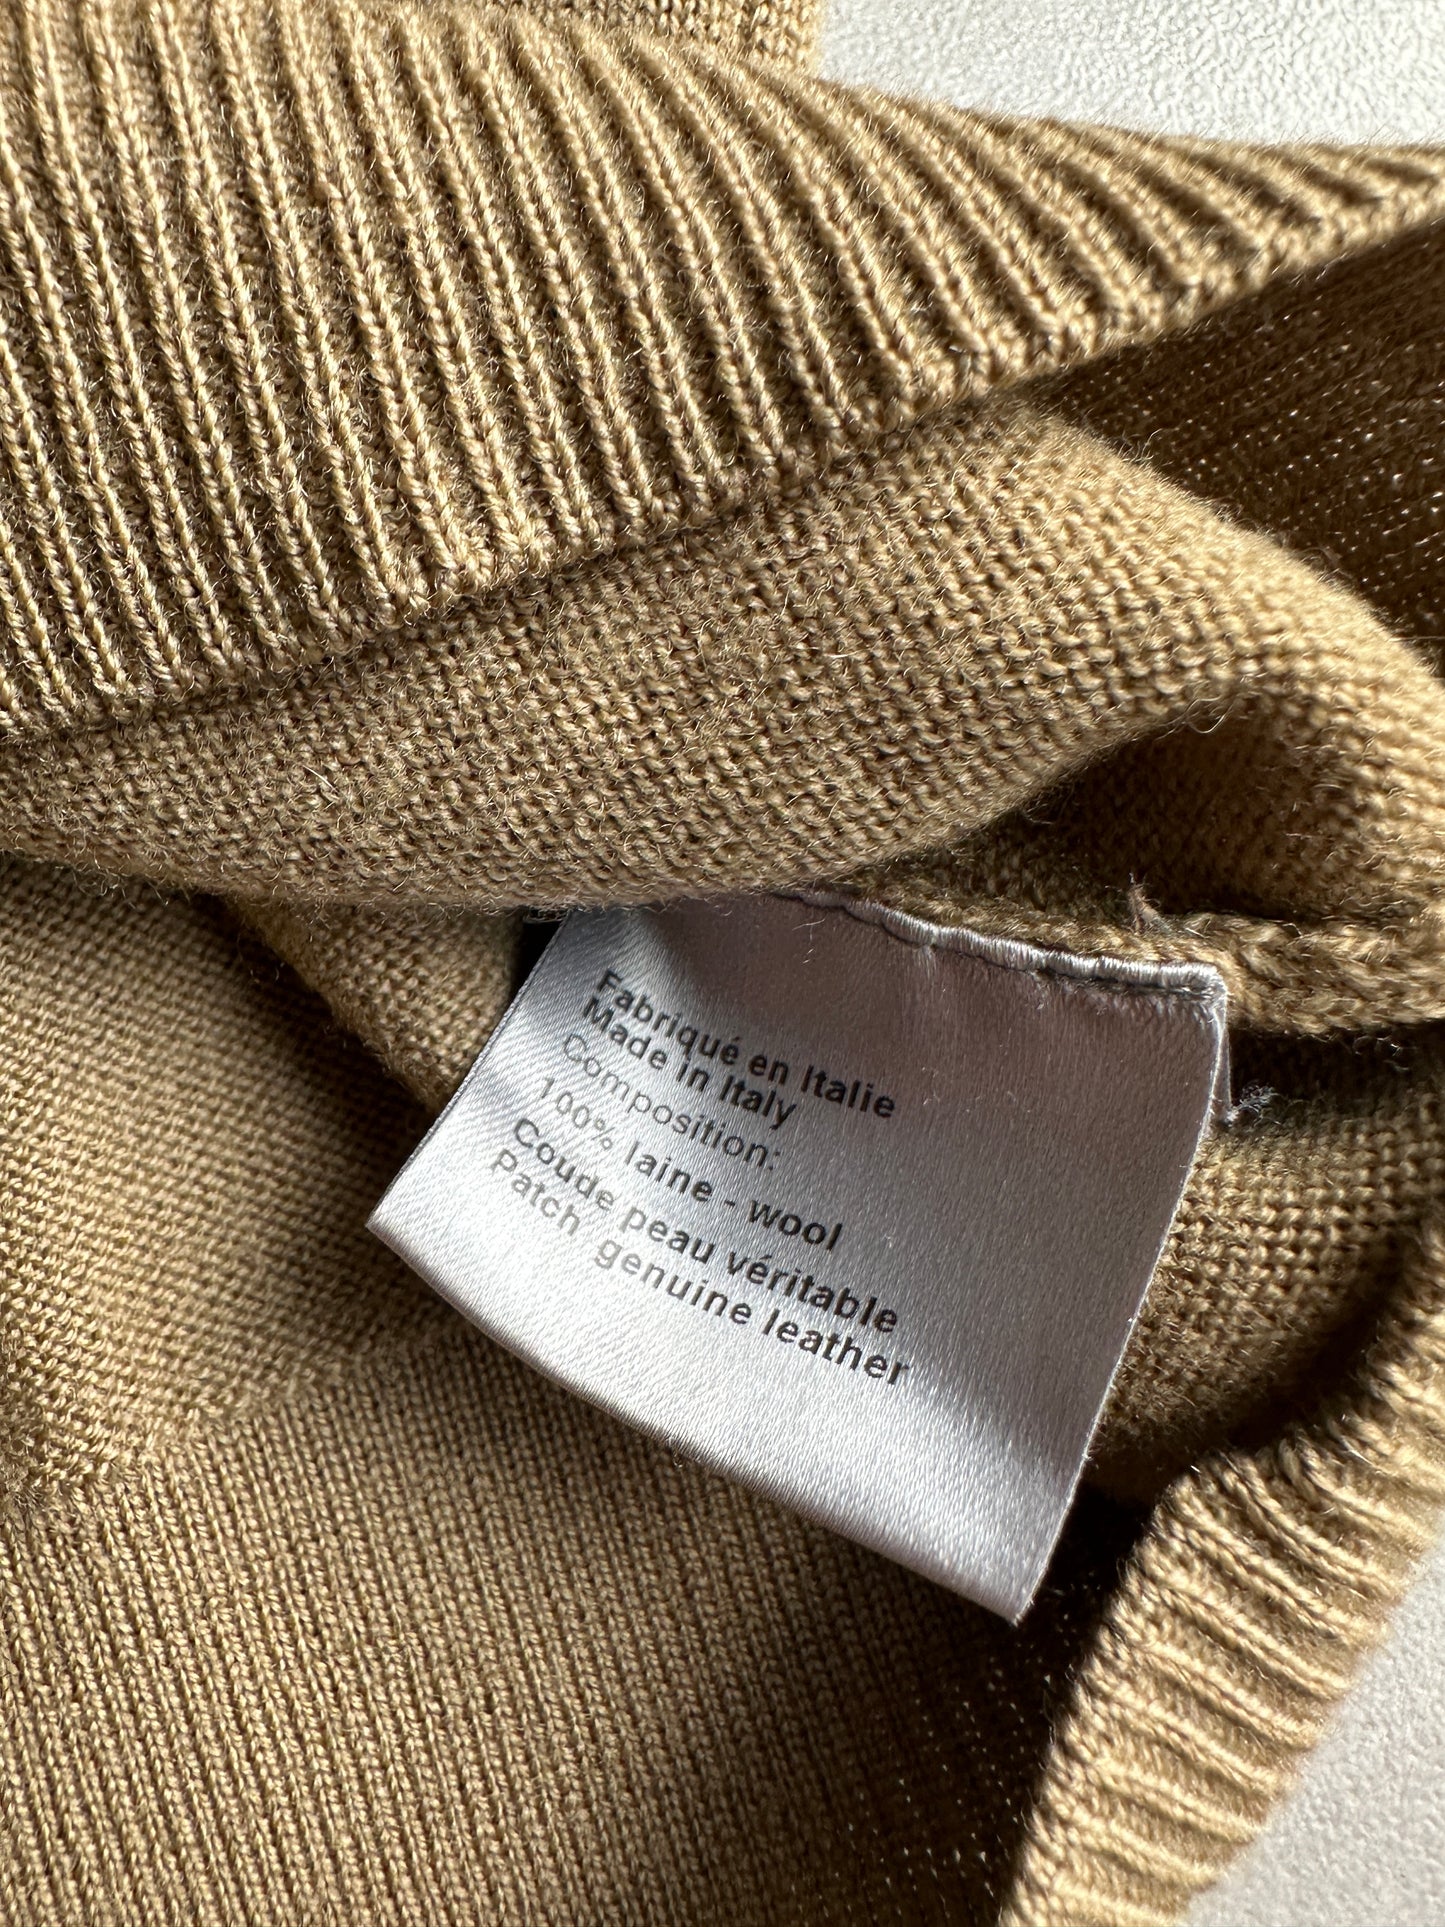 Fabriqué en Italie
Made in Italy
Composition:
100% laine - wool
Coude peau véritable
Patch genuine leather